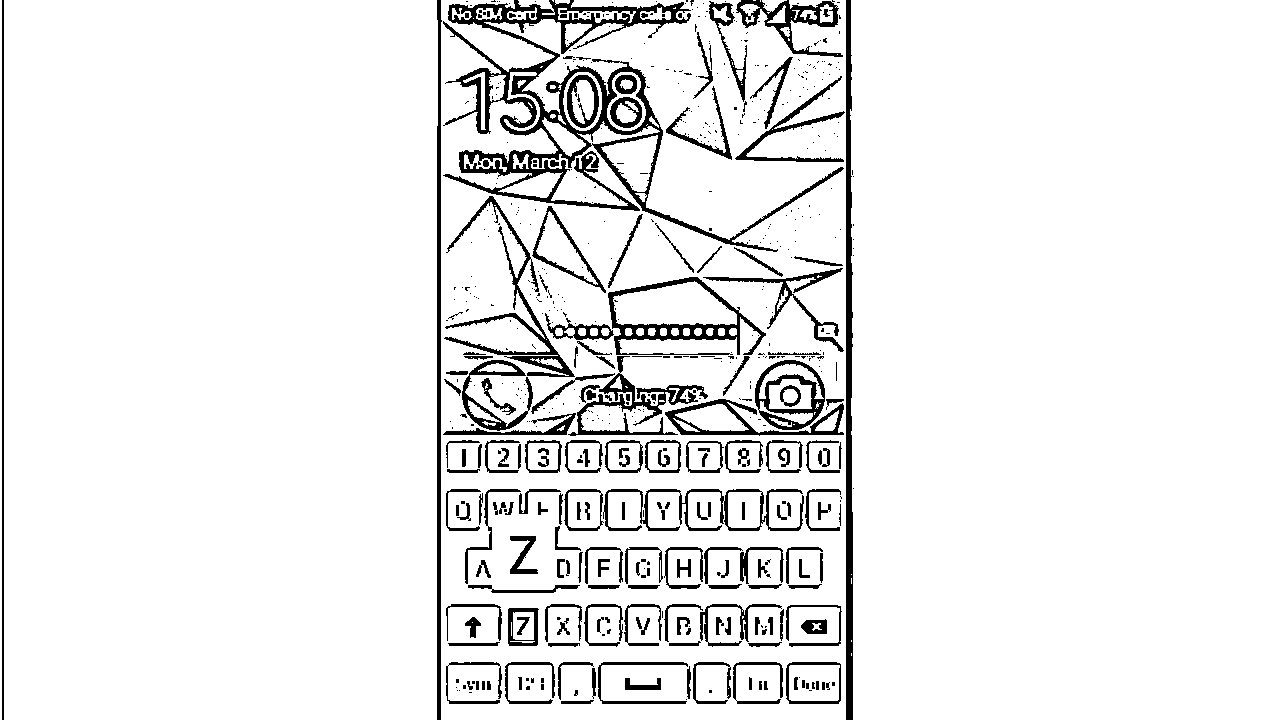 No SIM card – Emergency calls or 74%
15:08
Mon, March 12
Charging: 74%
1 2 3 4 5 6 7 8 9 0
Q W E R T Y U I O P
Z
A D F G H J K L
Z X C V B N M
Sym 123 , . En Done